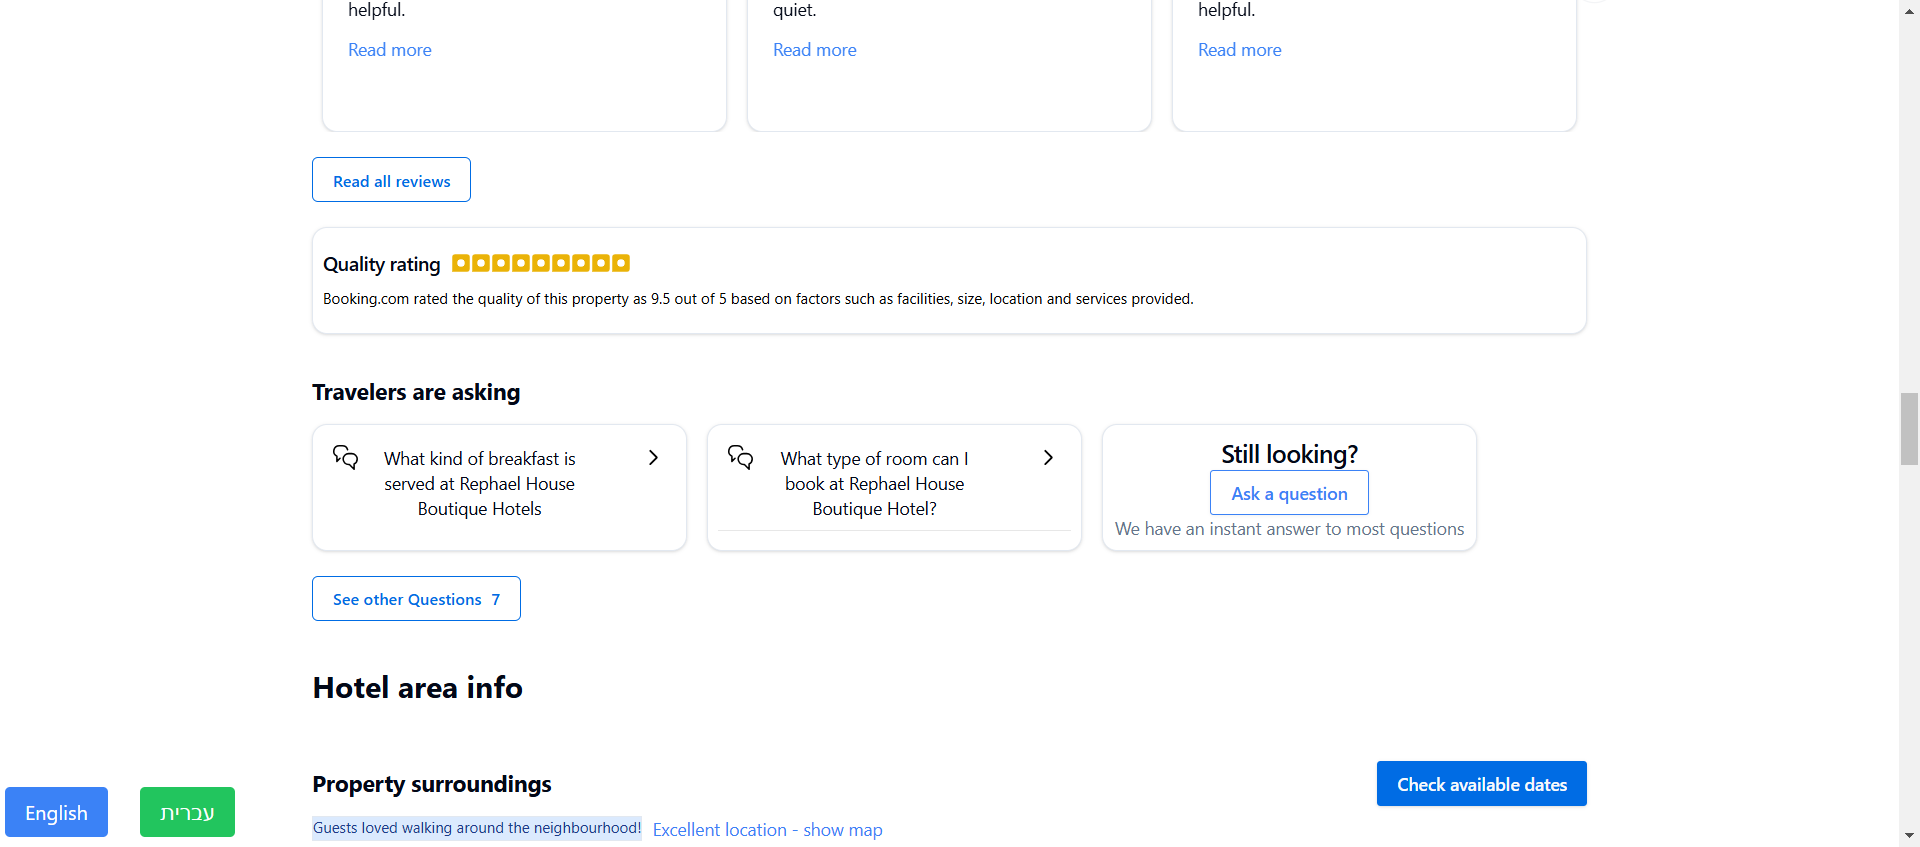 helpful.
quiet.
helpful.
Read more
Read more
Read more
Read all reviews
Quality rating
Booking.com rated the quality of this property as 9.5 out of 5 based on factors such as facilities, size, location and services provided.
Travelers are asking
What kind of breakfast is
served at Rephael House
Boutique Hotels
What type of room can I
book at Rephael House
Boutique Hotel?
Still looking?
Ask a question
We have an instant answer to most questions
See other Questions 7
Hotel area info
Property surroundings
Check available dates
English
עברית
Guests loved walking around the neighbourhood!
Excellent location - show map